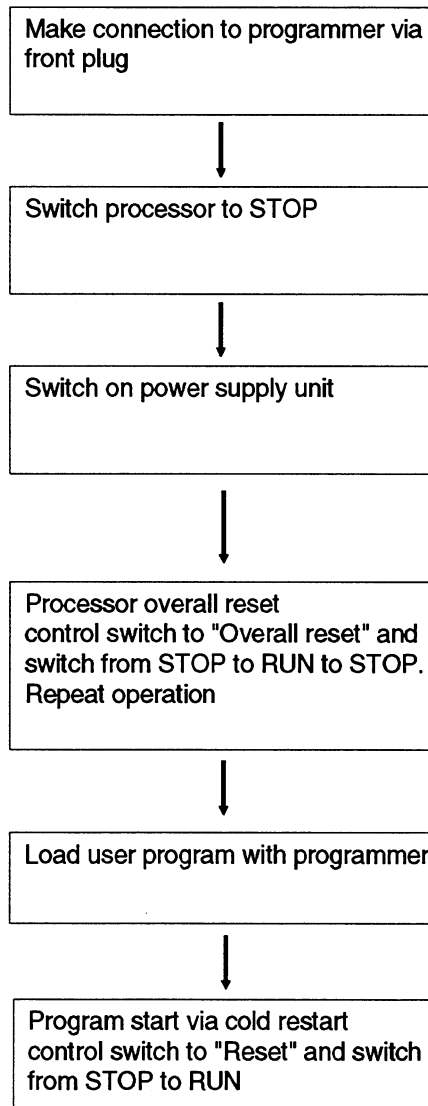 Make connection to programmer via
front plug
Switch processor to STOP
Switch on power supply unit
Processor overall reset
control switch to "Overall reset" and
switch from STOP to RUN to STOP.
Repeat operation
Load user program with programmer
Program start via cold restart
control switch to "Reset" and switch
from STOP to RUN